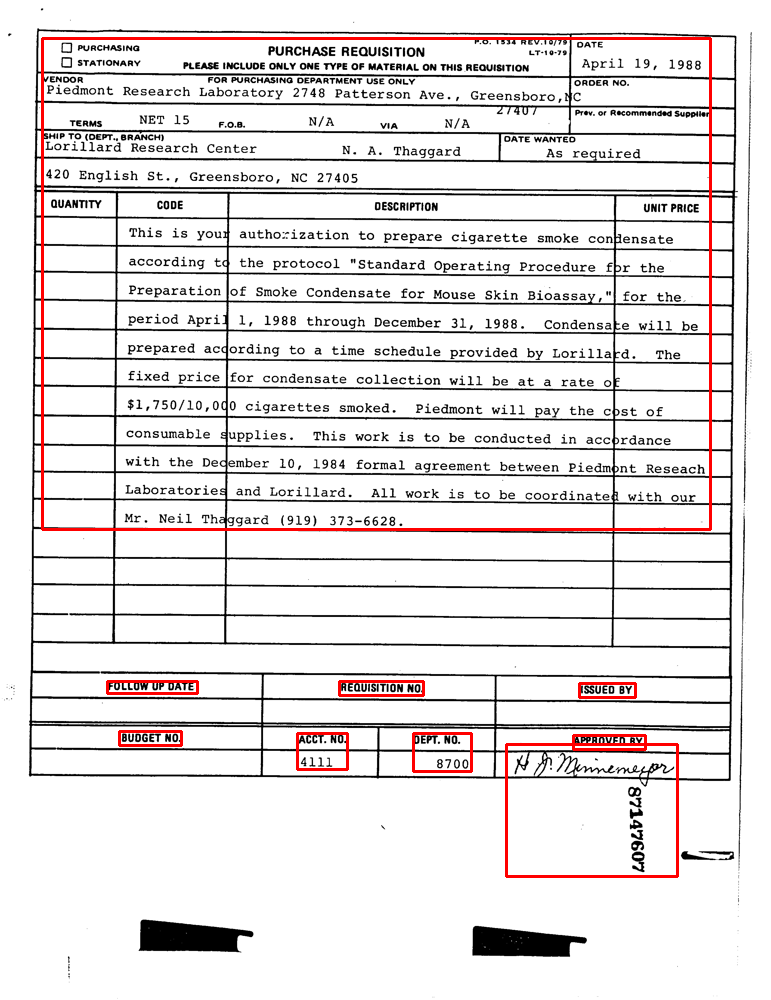 PURCHASING
STATIONARY
PURCHASE REQUISITION
PLEASE INCLUDE ONLY ONE TYPE OF MATERIAL ON THIS REQUISITION
P.O. 1534 REV.10/79
LT-10-79
DATE
April 19, 1988
VENDOR
FOR PURCHASING DEPARTMENT USE ONLY
ORDER NO.
Piedmont Research Laboratory 2748 Patterson Ave., Greensboro, NC
27407
TERMS NET 15 F.O.B. N/A VIA N/A
Prev. or Recommended Supplier
SHIP TO (DEPT., BRANCH)
DATE WANTED
Lorillard Research Center N. A. Thaggard
As required
420 English St., Greensboro, NC 27405
QUANTITY CODE DESCRIPTION UNIT PRICE
This is your authorization to prepare cigarette smoke condensate
according to the protocol "Standard Operating Procedure for the
Preparation of Smoke Condensate for Mouse Skin Bioassay," for the
period April 1, 1988 through December 31, 1988. Condensate will be
prepared according to a time schedule provided by Lorillard. The
fixed price for condensate collection will be at a rate of
$1,750/10,000 cigarettes smoked. Piedmont will pay the cost of
consumable supplies. This work is to be conducted in accordance
with the December 10, 1984 formal agreement between Piedmont Reseach
Laboratories and Lorillard. All work is to be coordinated with our
Mr. Neil Thaggard (919) 373-6628.
FOLLOW UP DATE REQUISITION NO. ISSUED BY
BUDGET NO. ACCT. NO. DEPT. NO. APPROVED BY
4111 8700 H. J. Minnemeyer
87147607